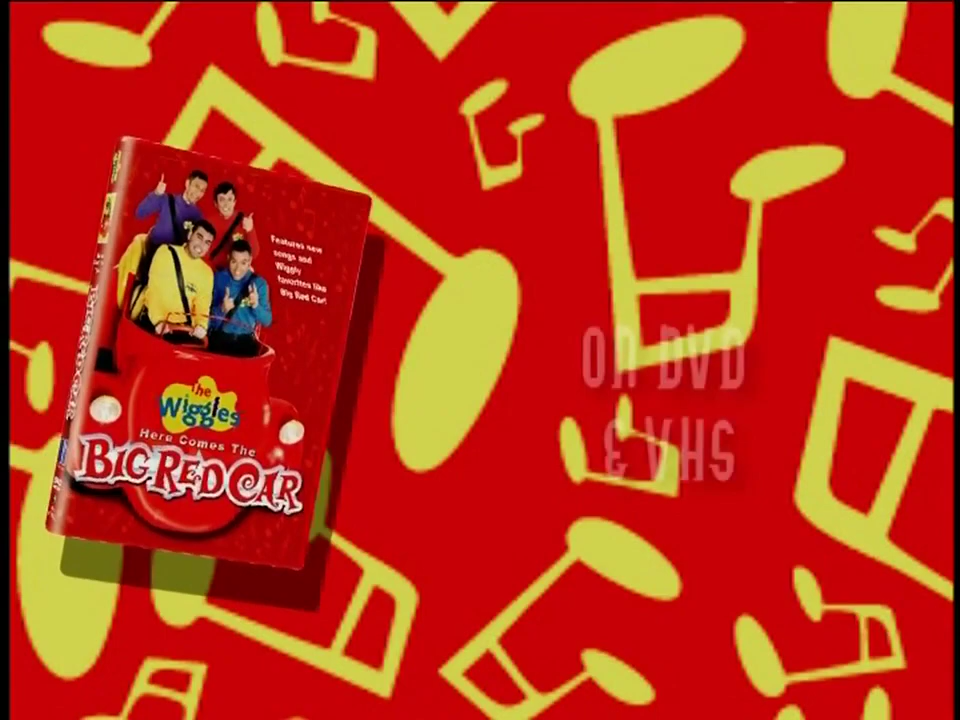 Features new
songs and
Wiggly
favorites like
Big Red Car!
The
Wiggles
Here Comes The
BIG RED CAR
ON DVD
& VHS